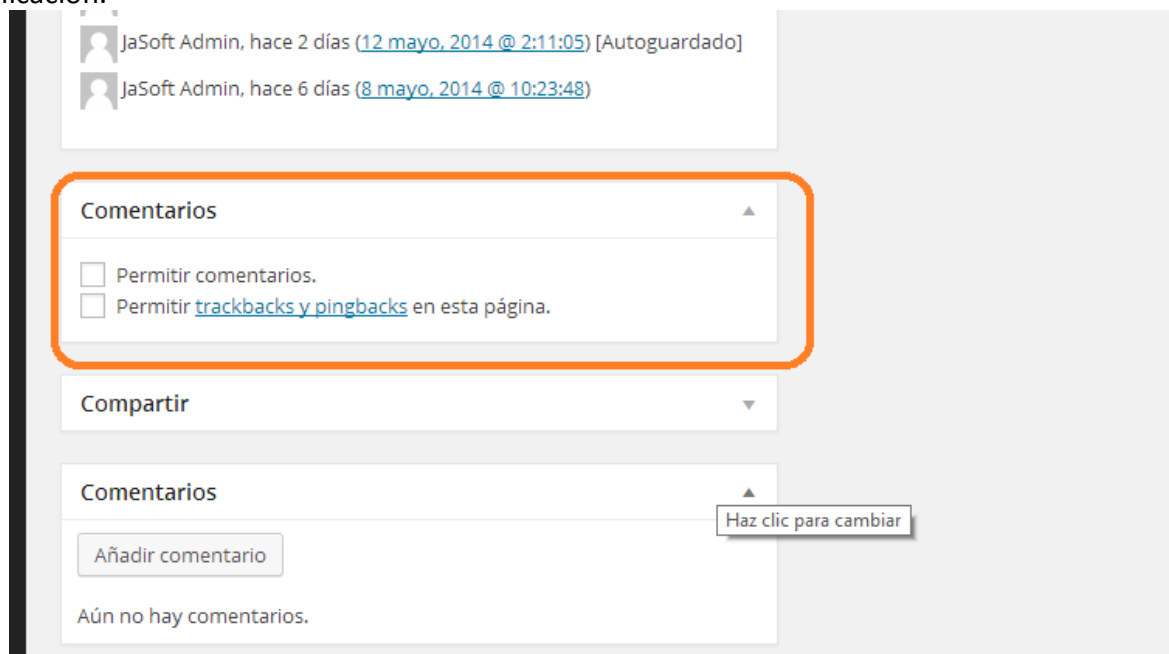 JaSoft Admin, hace 2 días (12 mayo, 2014 @ 2:11:05) [Autoguardado]
JaSoft Admin, hace 6 días (8 mayo, 2014 @ 10:23:48)
Comentarios
Permitir comentarios.
Permitir trackbacks y pingbacks en esta página.
Compartir
Comentarios
Haz clic para cambiar
Añadir comentario
Aún no hay comentarios.